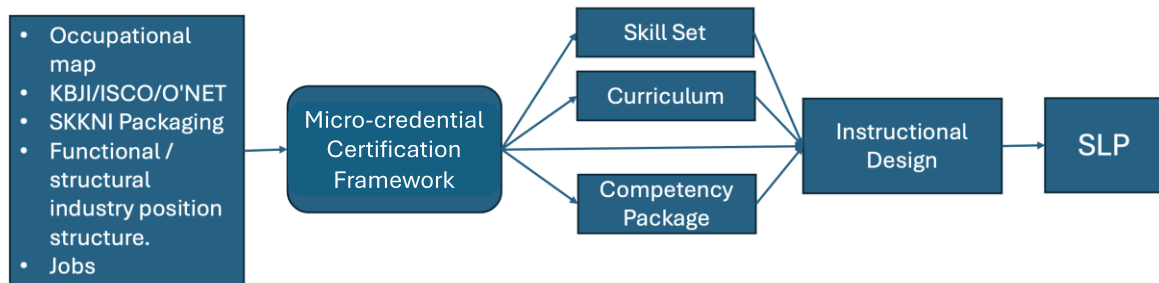 • Occupational
map
• KBJI/ISCO/O'NET
• SKKNI Packaging
• Functional /
structural
industry position
structure.
• Jobs
Micro-credential
Certification
Framework
Skill Set
Curriculum
Competency
Package
Instructional
Design
SLP